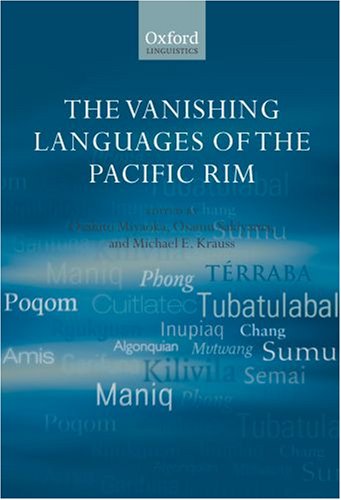 Oxford
LINGUISTICS
THE VANISHING
LANGUAGES OF THE
PACIFIC RIM
EDITED BY
Osahito Miyaoka, Osamu Sakiyama,
and Michael E. Krauss
Maniq Phong TÉRRABA
Poqom Cuitlatec Tubatulabal
Inupiaq Chang
Amis Algonquian Mvtwang Sumu
Kilivila Semai
Maniq